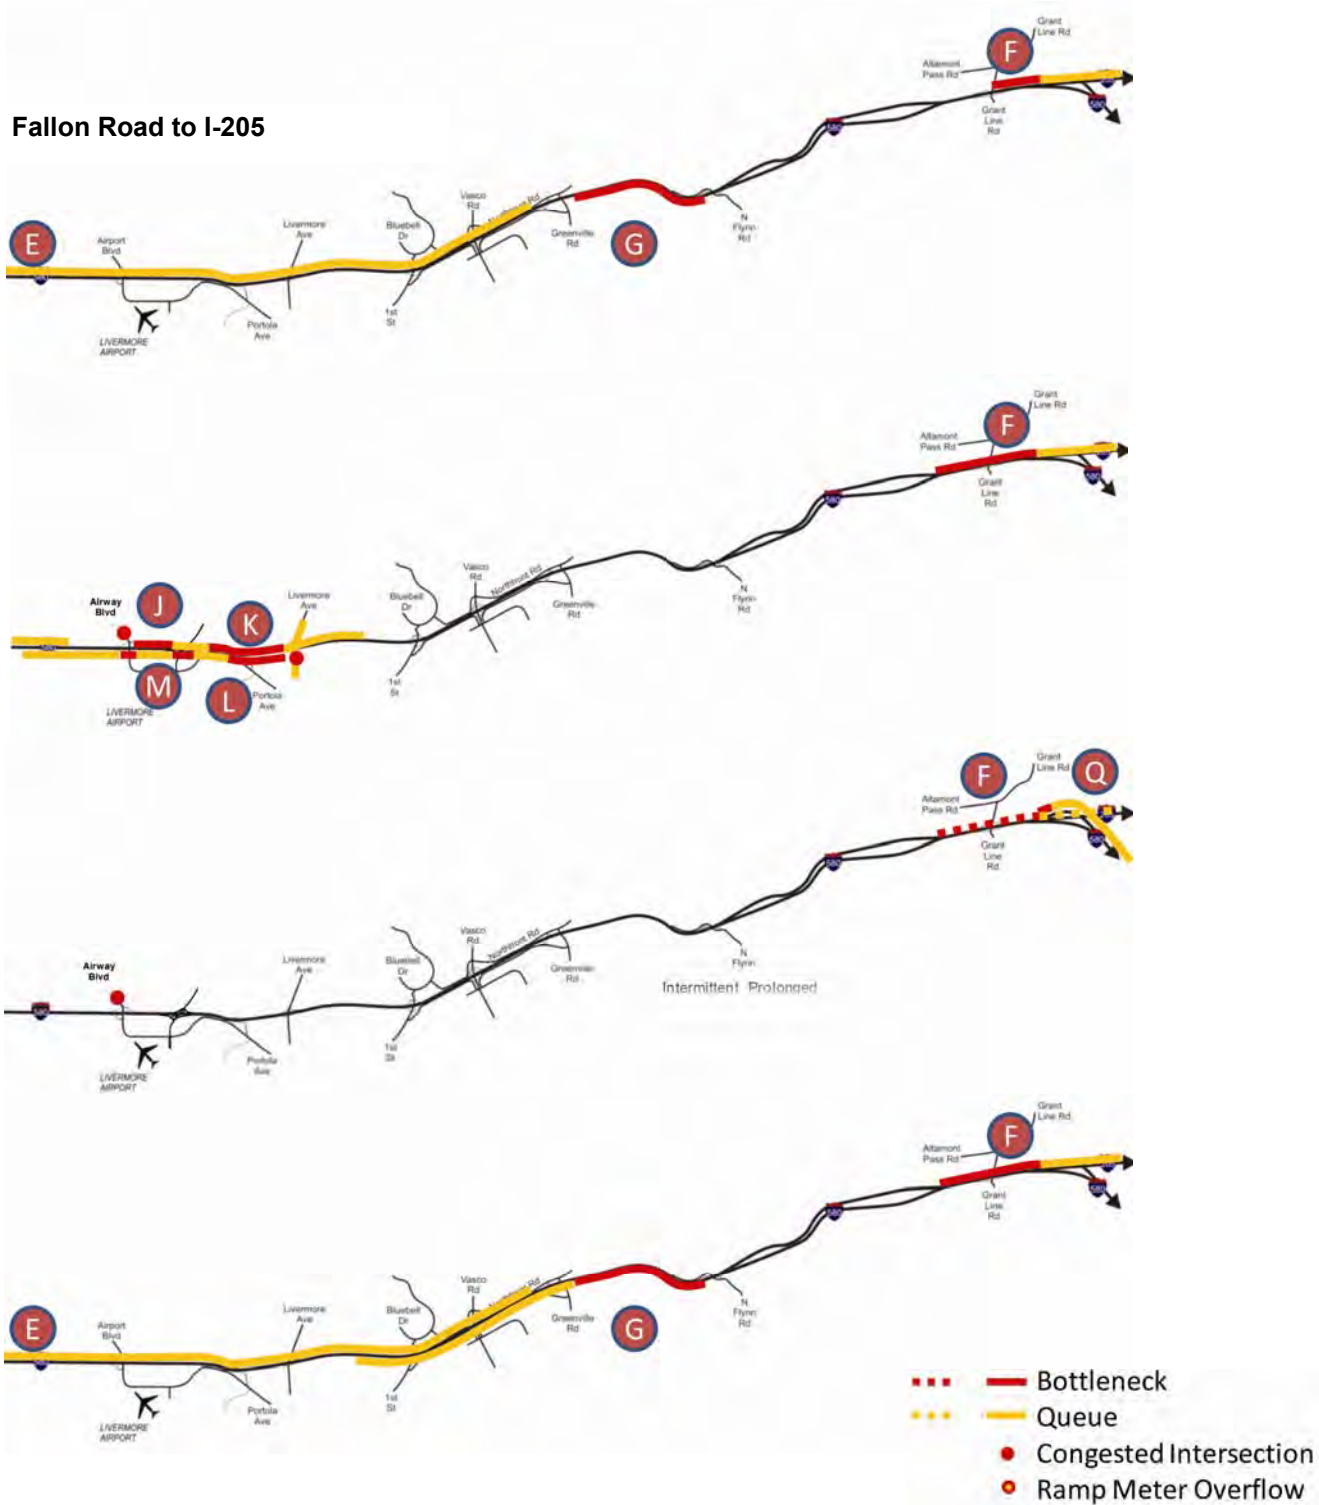 Fallon Road to I-205
Grant
Line Rd
F
Altamont
Pass Rd
Grant
Line
Rd
580
E
Airport
Blvd
Livermore
Ave
Bluebell
Dr
Vasco
Rd
Greenville
Rd
G
N
Flynn
Rd
1st
St
Portola
Ave
LIVERMORE
AIRPORT
Grant
Line Rd
F
Altamont
Pass Rd
Grant
Line
Rd
580
Airway
Blvd
J
K
Livermore
Ave
Bluebell
Dr
Vasco
Rd
Northfront Rd
Greenville
Rd
N
Flynn
Rd
M
L
Portola
Ave
1st
St
LIVERMORE
AIRPORT
F
Grant
Line Rd
Q
Altamont
Pass Rd
Grant
Line
Rd
580
Airway
Blvd
Livermore
Ave
Bluebell
Dr
Vasco
Rd
Northfront Rd
Greenville
Rd
N
Flynn
Intermittent Prolonged
1st
St
Portola
Ave
LIVERMORE
AIRPORT
Grant
Line Rd
F
Altamont
Pass Rd
Grant
Line
Rd
580
E
Airport
Blvd
Livermore
Ave
Bluebell
Dr
Vasco
Rd
Greenville
Rd
G
N
Flynn
Rd
1st
St
Portola
Ave
LIVERMORE
AIRPORT
Bottleneck
Queue
Congested Intersection
Ramp Meter Overflow